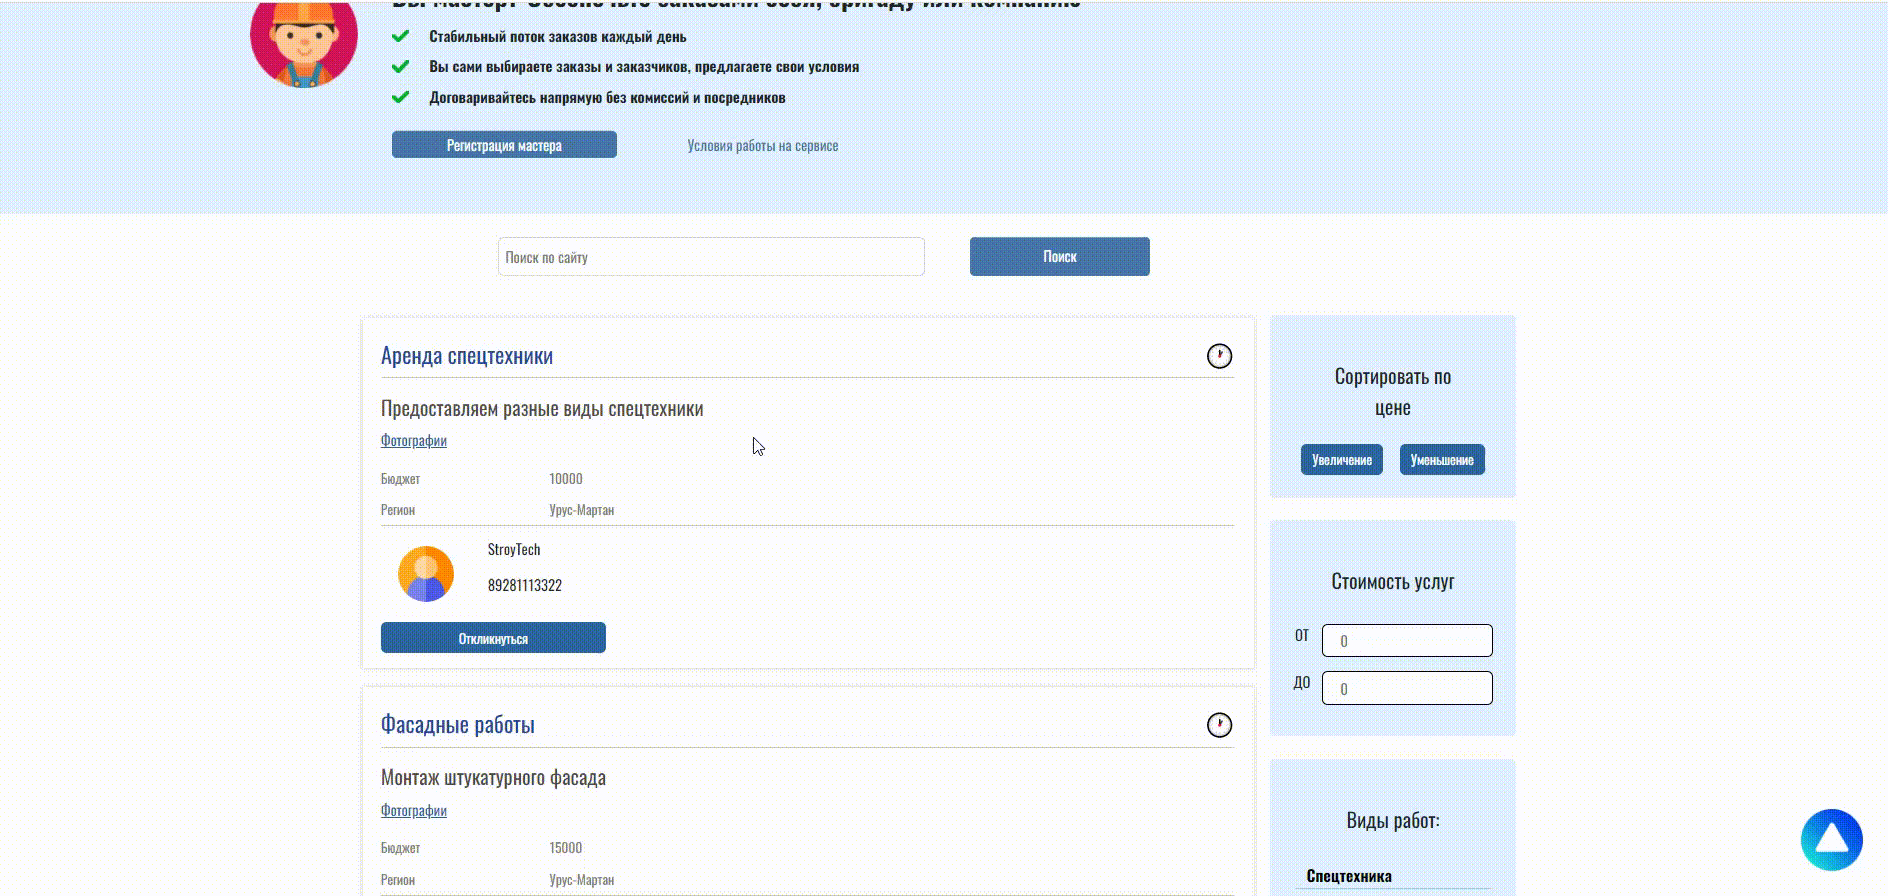 Стабильный поток заказов каждый день
Вы сами выбираете заказы и заказчиков, предлагаете свои условия
Договаривайтесь напрямую без комиссий и посредников
Регистрация мастера
Условия работы на сервисе
Поиск по сайту
Поиск
Аренда спецтехники
Предоставляем разные виды спецтехники
Фотографии
Бюджет 10000
Регион Урус-Мартан
StroyTech
89281113322
Откликнуться
Фасадные работы
Монтаж штукатурного фасада
Фотографии
Бюджет 15000
Регион Урус-Мартан
Сортировать по
цене
Увеличение Уменьшение
Стоимость услуг
ОТ 0
ДО 0
Виды работ:
Спецтехника